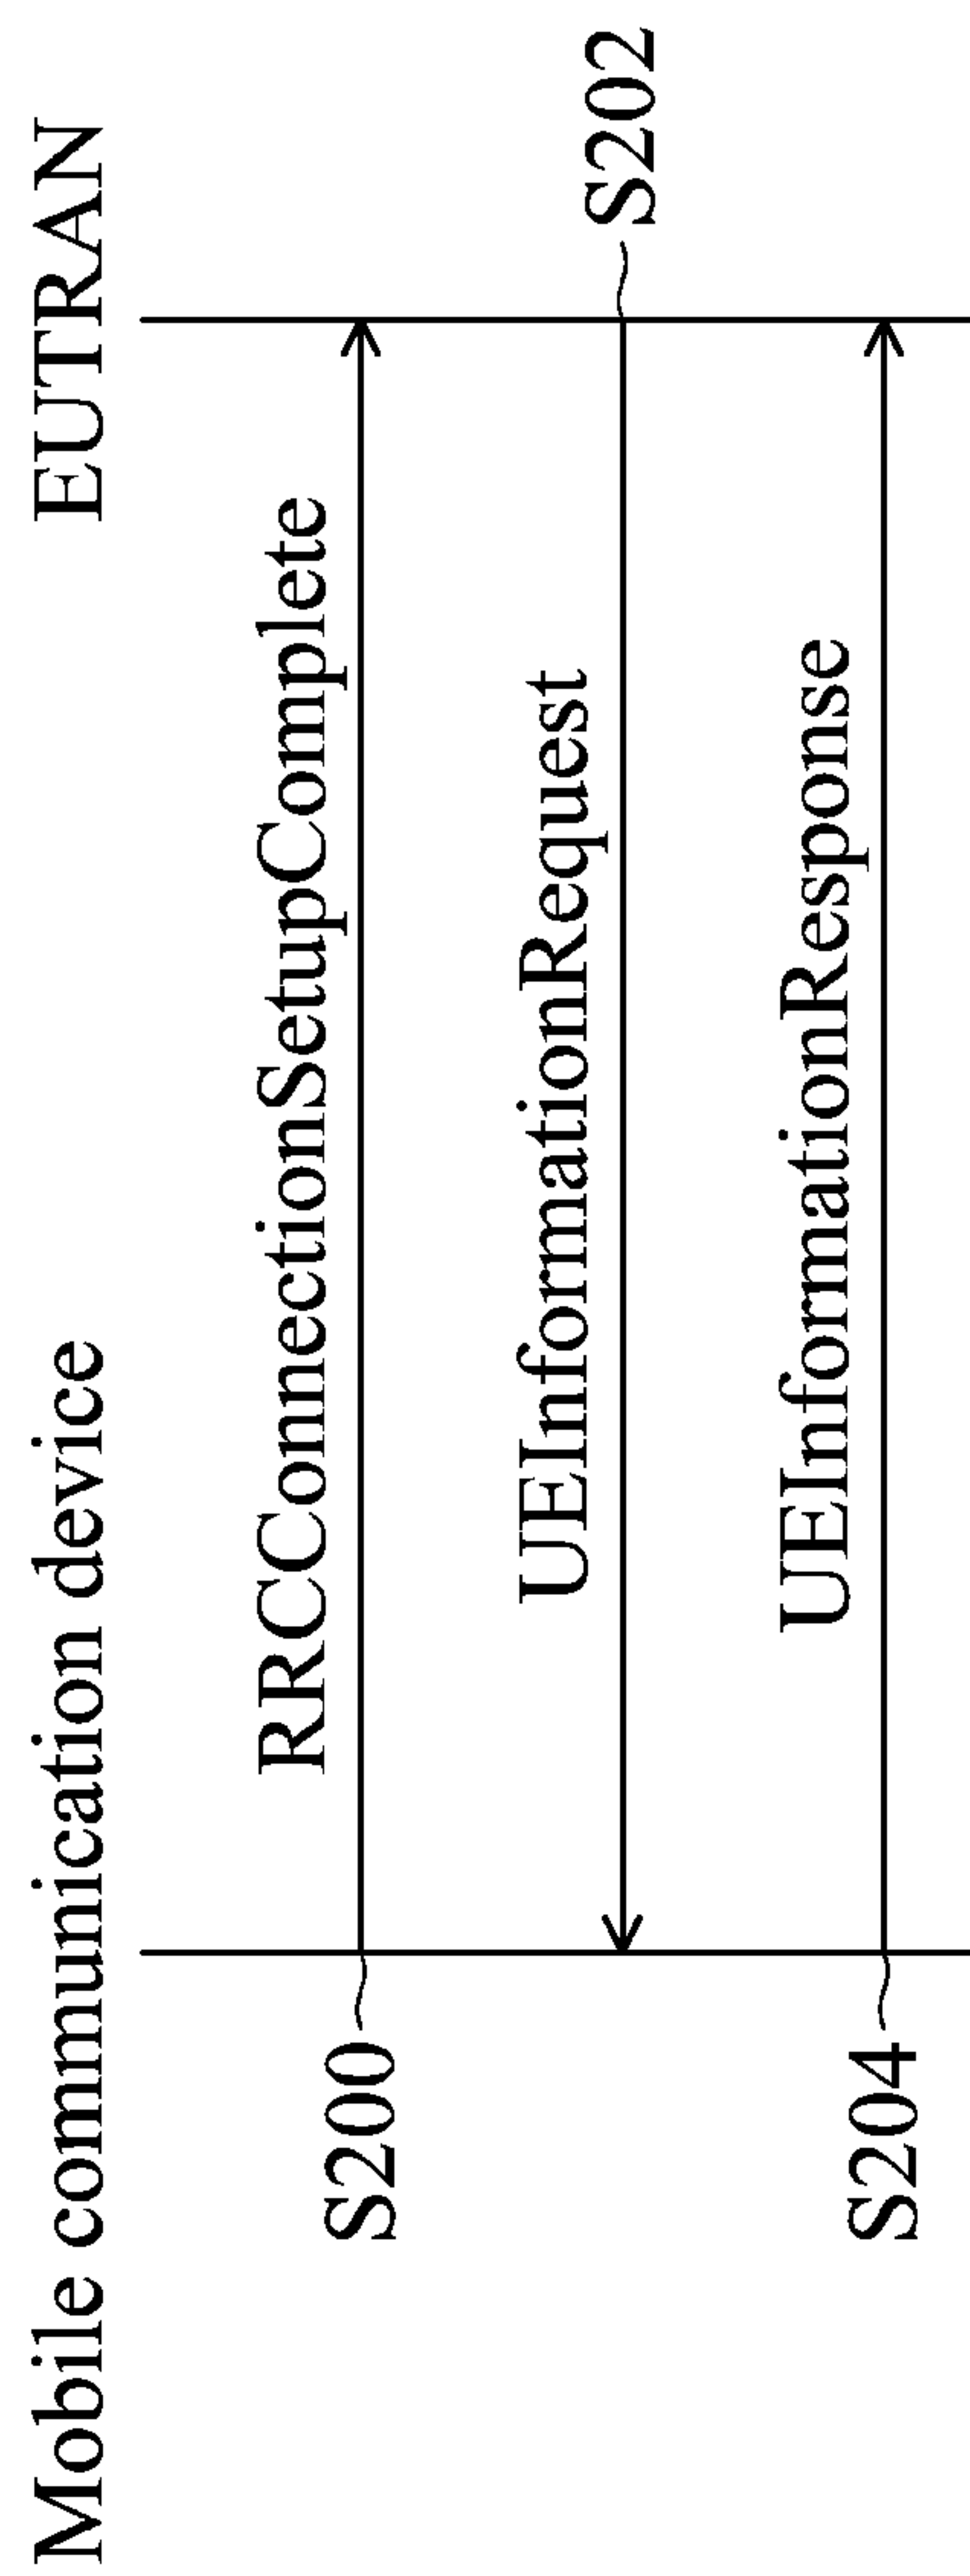 Mobile communication device
EUTRAN
RRCConnectionSetupComplete
S200
UEInformationRequest
S202
UEInformationResponse
S204